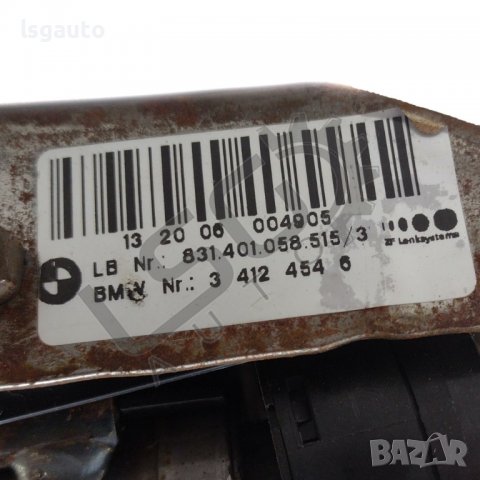 lsgauto
13 20 06 004905
LB Nr.: 831.401.058.515/3
ZF Lenksysteme
BMW Nr.: 3 412 454 6
BAZAR